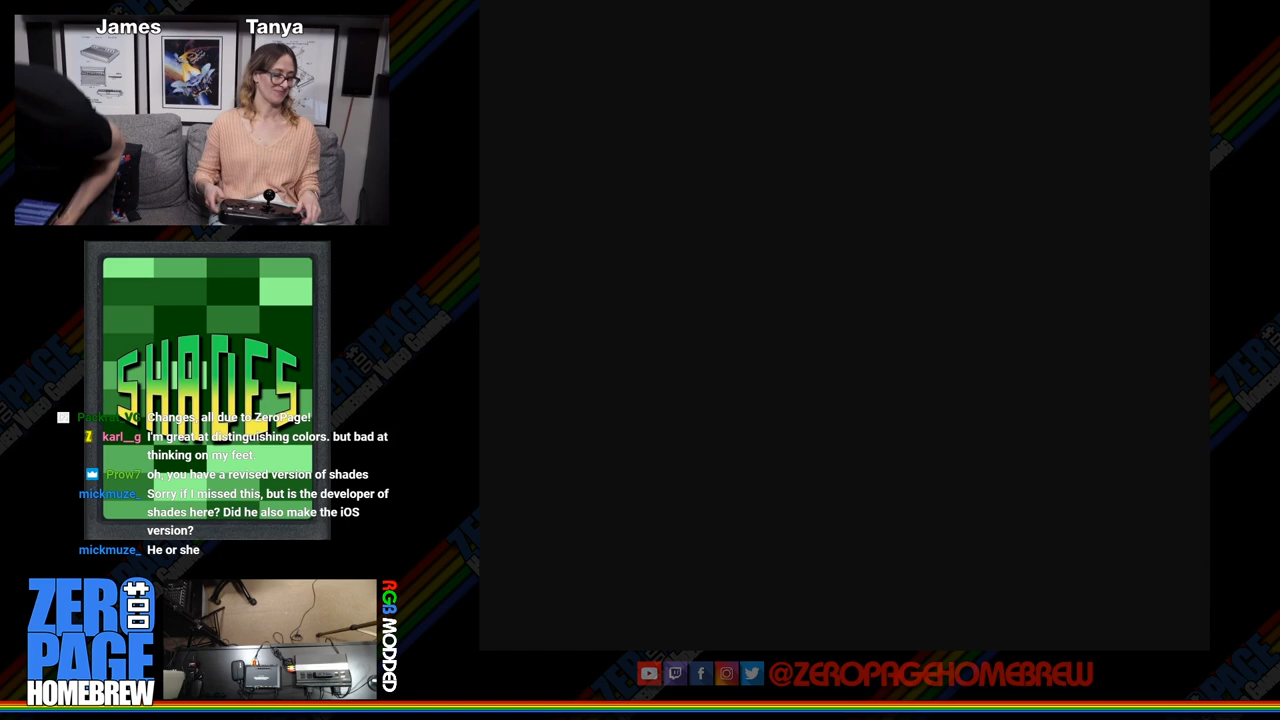 James Tanya
SHADES
Changes, all due to ZeroPage!
karl__g I'm great at distinguishing colors. but bad at
thinking on my feet.
Prow7 oh, you have a revised version of shades
mickmuze_ Sorry if I missed this, but is the developer of
shades here? Did he also make the iOS
version?
mickmuze_ He or she
ZERO
PAGE
HOMEBREW
RGB MODDED
@ZEROPAGEHOMEBREW